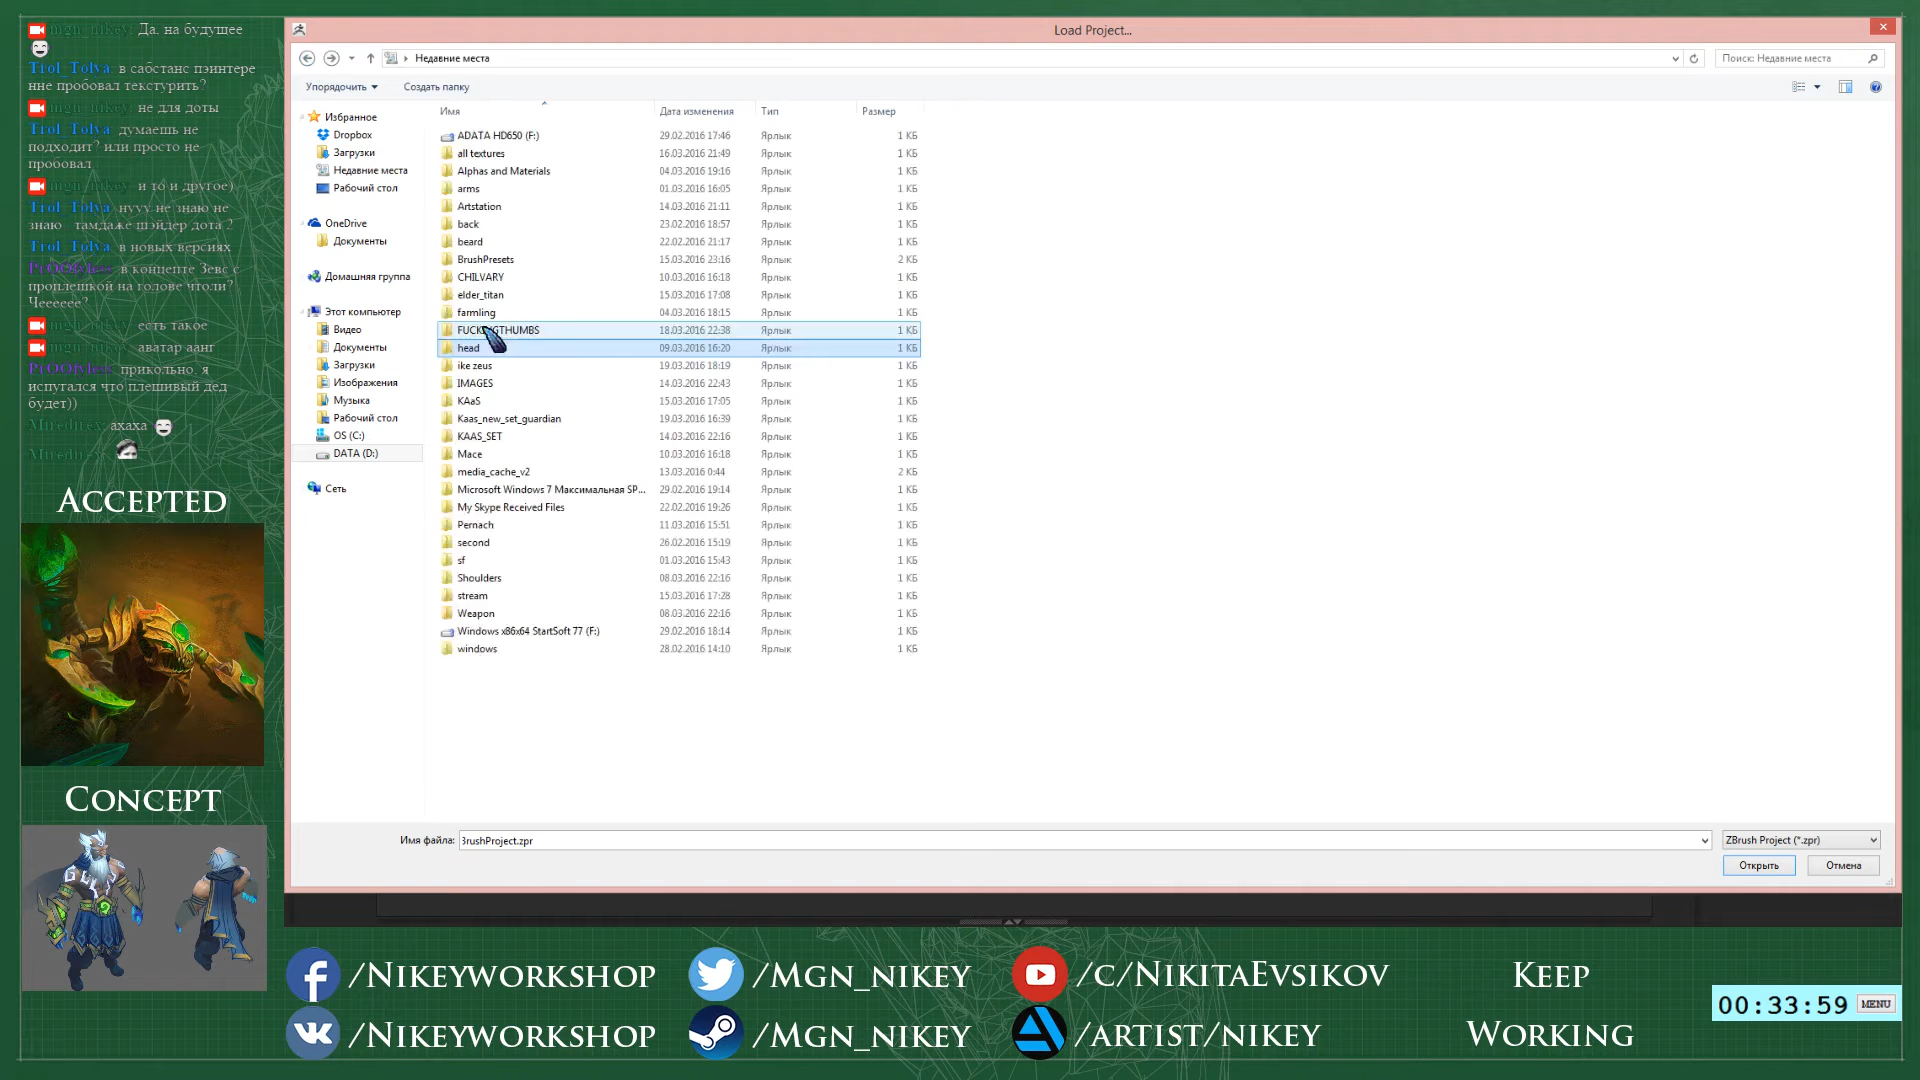 mgn_nikey Да, на будущее
Trol_Tolya в сабстанс пэинтере
нне пробовал текстурить?
mgn_nikey не для доты
Trol_Tolya думаешь не
подходит? или просто не
пробовал
mgn_nikey и то и другое)
Trol_Tolya нууу не знаю не
знаю тамдаже шэйдер дота 2
Trol_Tolya в новых версиях
в концепте Зевс с
проплешкой на голове чтоли?
Чееееее?
mgn_nikey есть такое
mgn_nikey аватар аанг
прикольно, я
испугался что плешивый дед
будет))
ахаха
Accepted
Concept
Load Project...
Недавние места
Поиск: Недавние места
Упорядочить
Создать папку
Избранное
Dropbox
Загрузки
Недавние места
Рабочий стол
OneDrive
Документы
Домашняя группа
Этот компьютер
Видео
Документы
Загрузки
Изображения
Музыка
Рабочий стол
OS (C:)
DATA (D:)
Сеть
Имя Дата изменения Тип Размер
ADATA HD650 (F:) 29.02.2016 17:46 Ярлык 1 КБ
all textures 16.03.2016 21:49 Ярлык 1 КБ
Alphas and Materials 04.03.2016 19:16 Ярлык 1 КБ
arms 01.03.2016 16:05 Ярлык 1 КБ
Artstation 14.03.2016 21:11 Ярлык 1 КБ
back 23.02.2016 18:57 Ярлык 1 КБ
beard 22.02.2016 21:17 Ярлык 1 КБ
BrushPresets 15.03.2016 23:16 Ярлык 2 КБ
CHILVARY 10.03.2016 16:18 Ярлык 1 КБ
elder_titan 15.03.2016 17:08 Ярлык 1 КБ
farmling 04.03.2016 18:15 Ярлык 1 КБ
FUCKINGTHUMBS 18.03.2016 22:38 Ярлык 1 КБ
head 09.03.2016 16:20 Ярлык 1 КБ
ike zeus 19.03.2016 18:19 Ярлык 1 КБ
IMAGES 14.03.2016 22:43 Ярлык 1 КБ
KAaS 15.03.2016 17:05 Ярлык 1 КБ
Kaas_new_set_guardian 19.03.2016 16:39 Ярлык 1 КБ
KAAS_SET 14.03.2016 22:16 Ярлык 1 КБ
Mace 10.03.2016 16:18 Ярлык 1 КБ
media_cache_v2 13.03.2016 0:44 Ярлык 2 КБ
Microsoft Windows 7 Максимальная SP... 29.02.2016 19:14 Ярлык 1 КБ
My Skype Received Files 22.02.2016 19:26 Ярлык 1 КБ
Pernach 11.03.2016 15:51 Ярлык 1 КБ
second 26.02.2016 15:19 Ярлык 1 КБ
sf 01.03.2016 15:43 Ярлык 1 КБ
Shoulders 08.03.2016 22:16 Ярлык 1 КБ
stream 15.03.2016 17:28 Ярлык 1 КБ
Weapon 08.03.2016 22:16 Ярлык 1 КБ
Windows x86x64 StartSoft 77 (F:) 29.02.2016 18:14 Ярлык 1 КБ
windows 28.02.2016 14:10 Ярлык 1 КБ
Имя файла: 3rushProject.zpr
ZBrush Project (*.zpr)
Открыть
Отмена
/Nikeyworkshop
/Mgn_nikey
/c/NikitaEvsikov
Keep
/Nikeyworkshop
/Mgn_nikey
/artist/nikey
Working
00:33:59 MENU